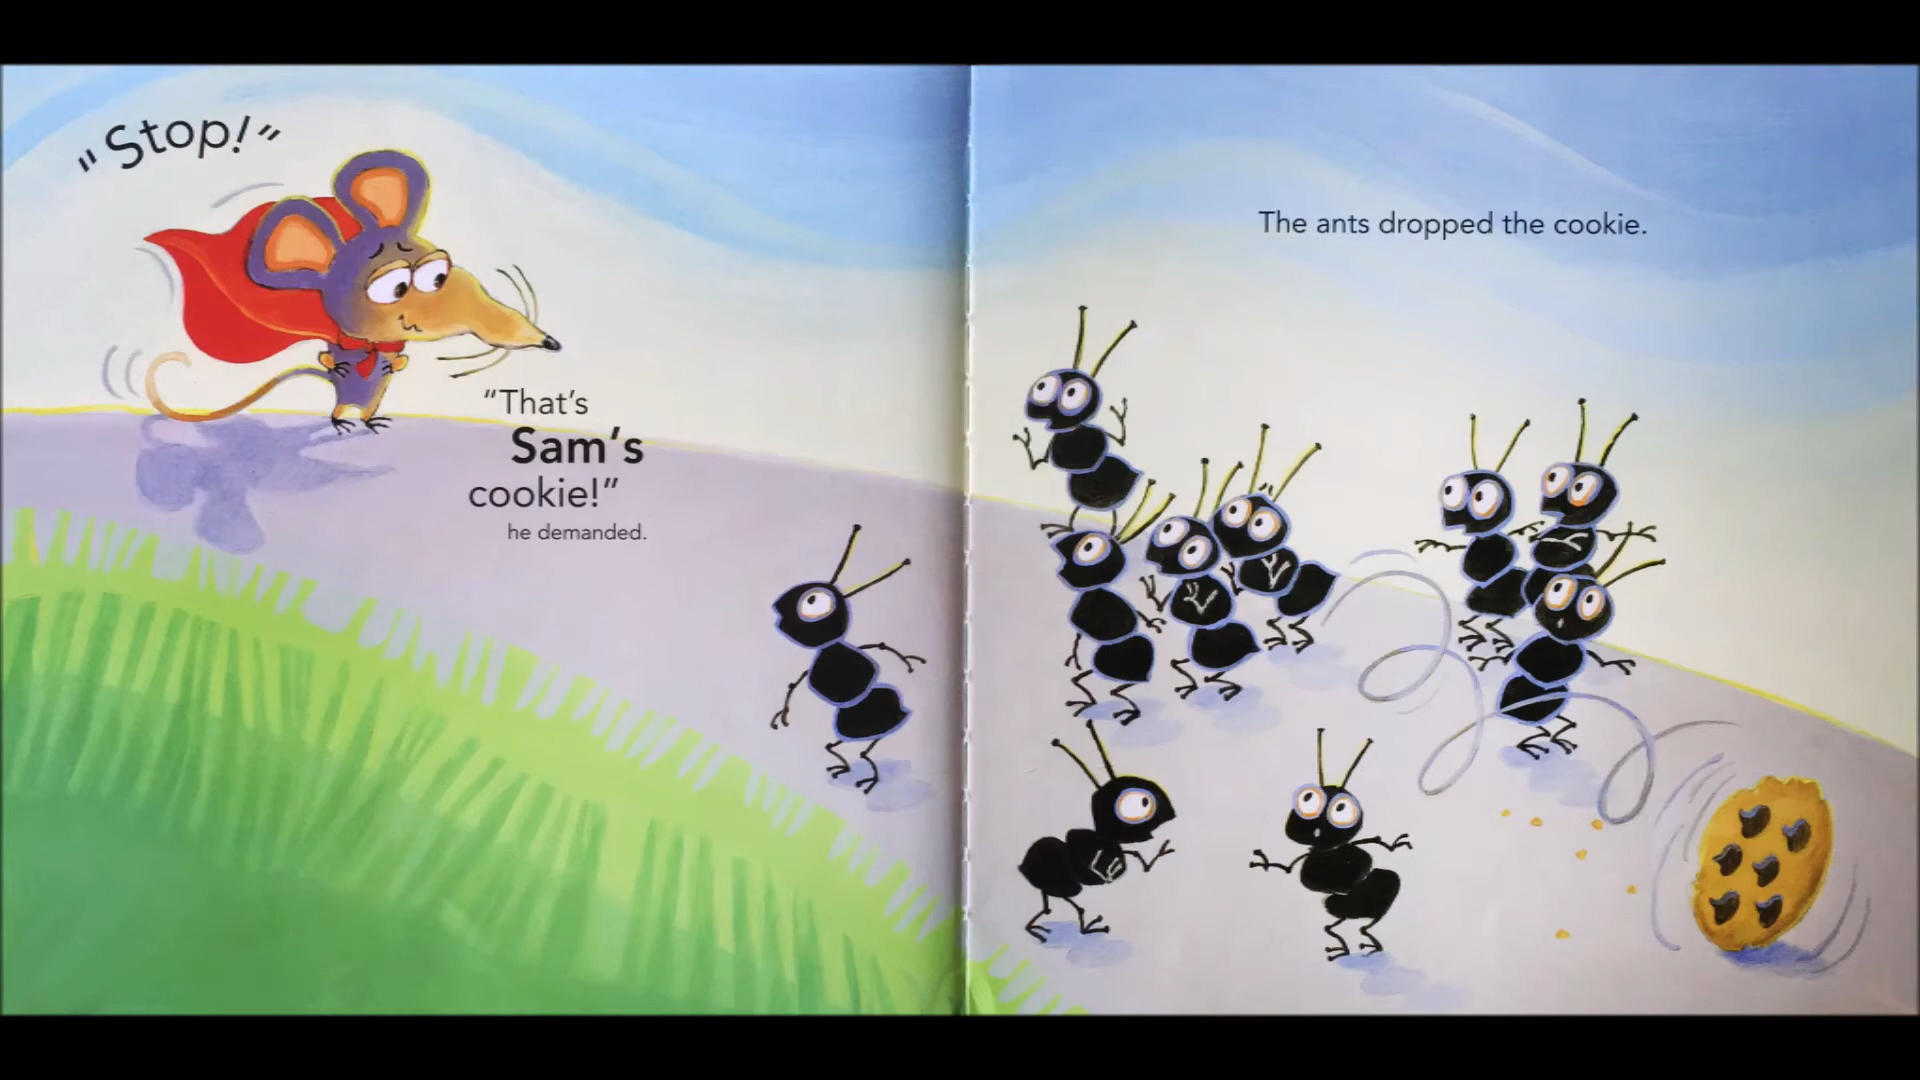 "Stop!"
"That's
Sam's
cookie!"
he demanded.
The ants dropped the cookie.